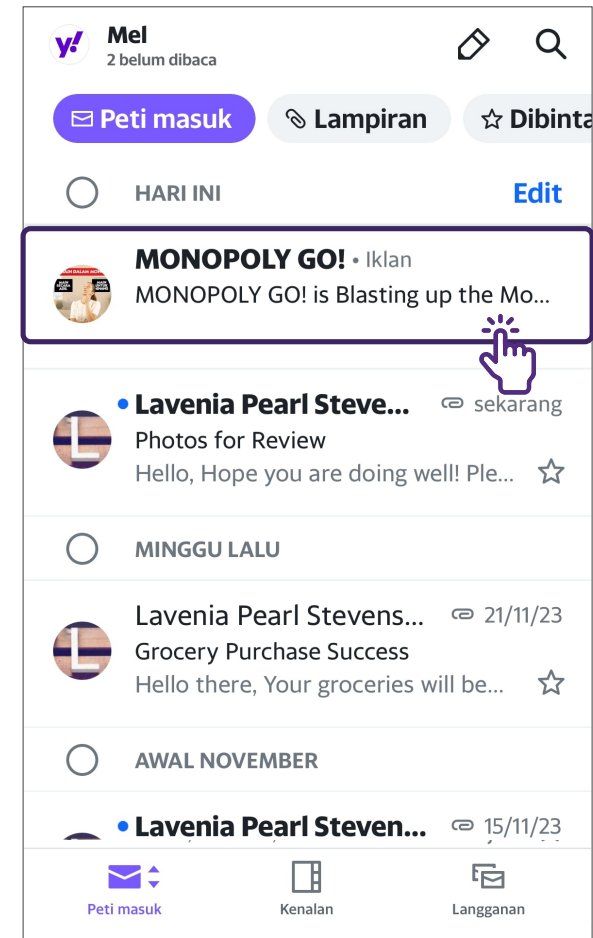 y!
Mel
2 belum dibaca
Peti masuk
Lampiran
Dibinta
HARI INI
Edit
MONOPOLY GO! • Iklan
MONOPOLY GO! is Blasting up the Mo...
Lavenia Pearl Steve...
sekarang
Photos for Review
Hello, Hope you are doing well! Ple...
MINGGU LALU
Lavenia Pearl Stevens...
21/11/23
Grocery Purchase Success
Hello there, Your groceries will be...
AWAL NOVEMBER
Lavenia Pearl Steven...
15/11/23
Peti masuk
Kenalan
Langganan